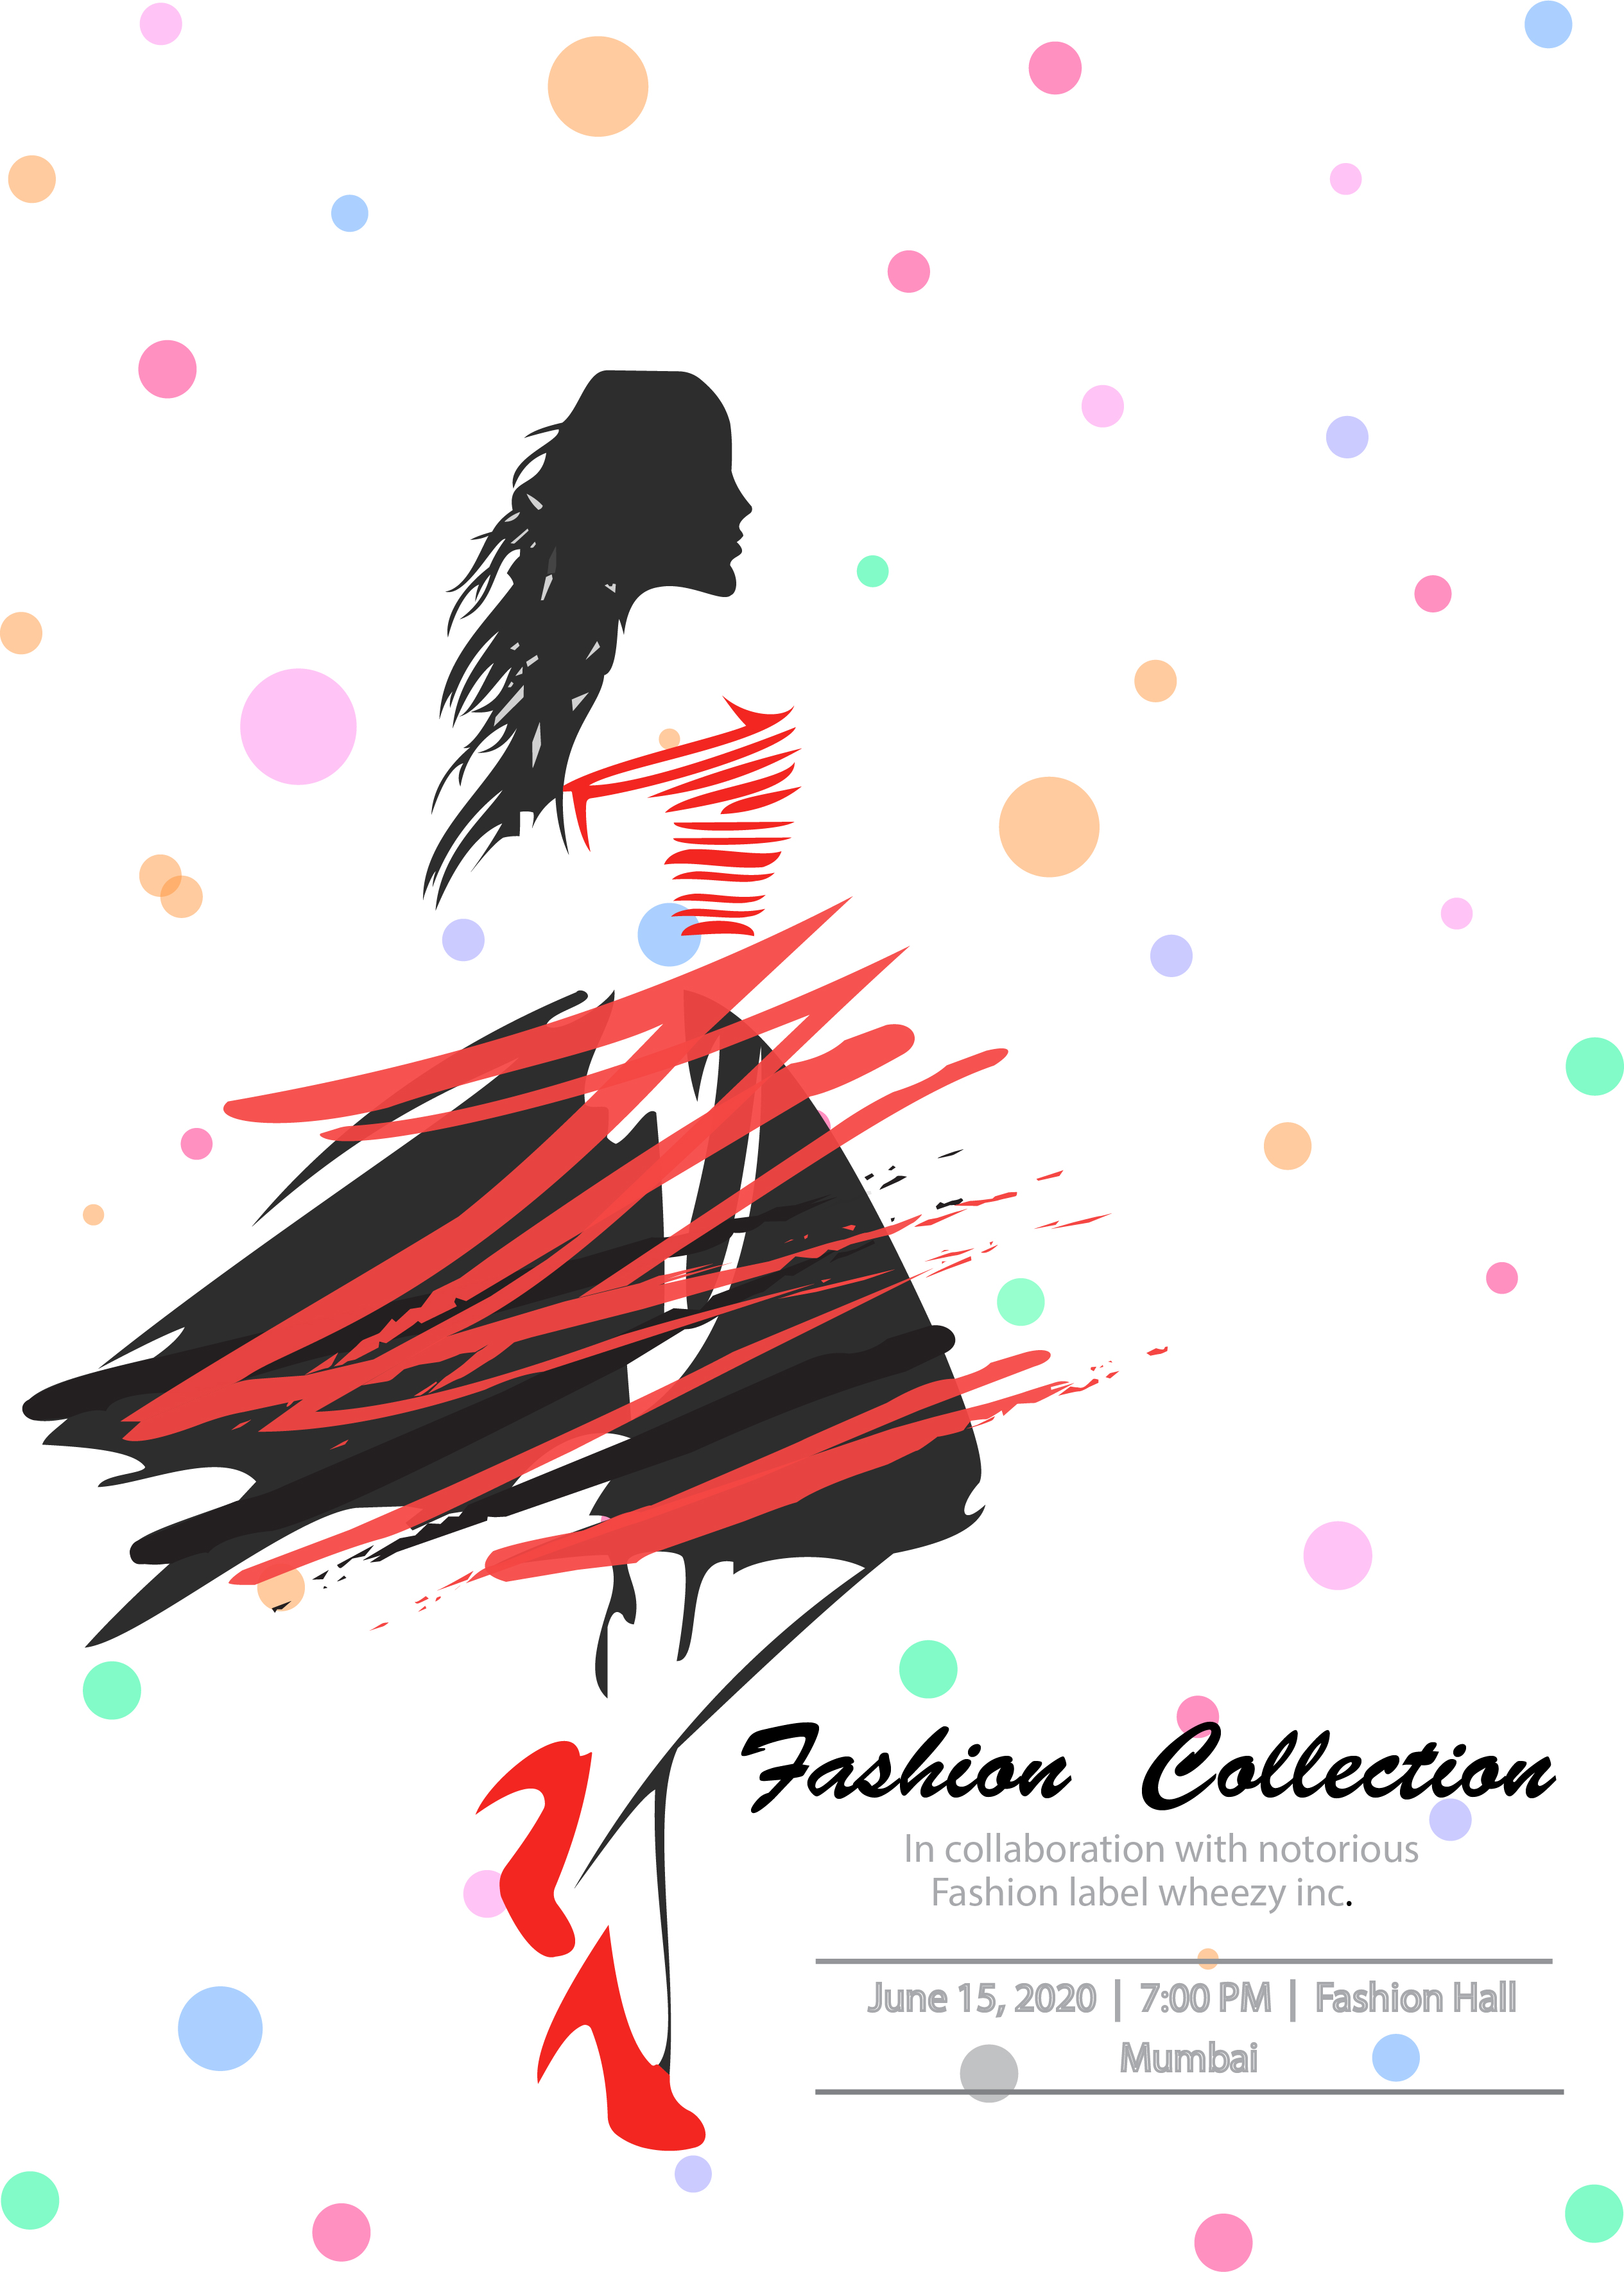 Fashion Collection
In collaboration with notorious
Fashion label wheezy inc.
June 15, 2020 | 7:00 PM | Fashion Hall
Mumbai